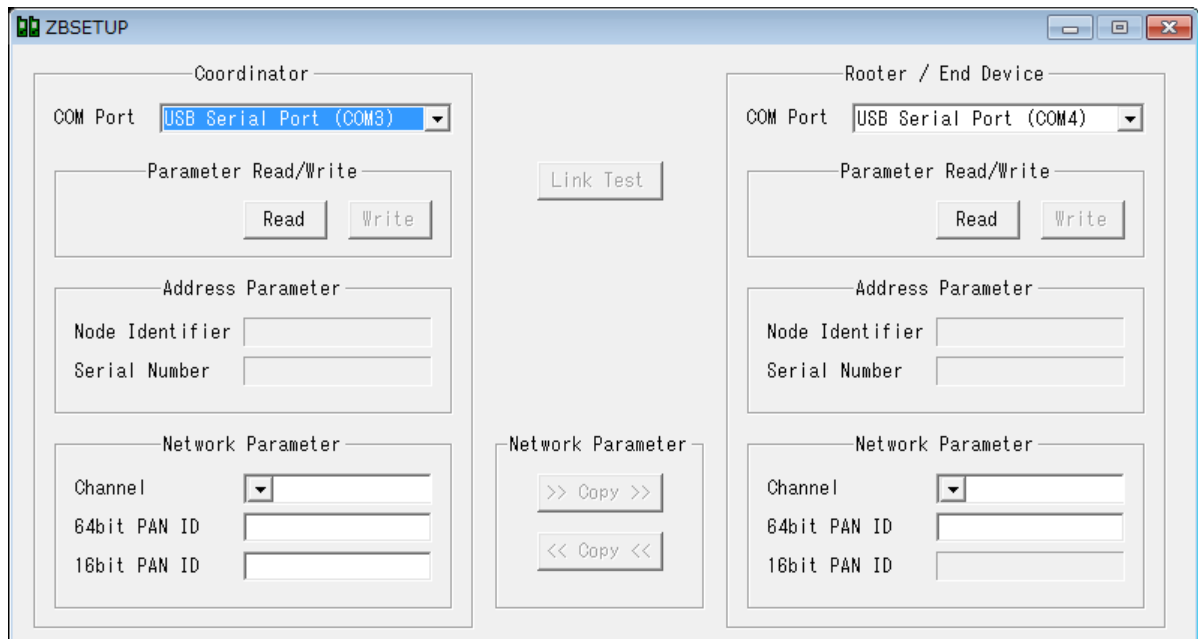 ZBSETUP
Coordinator
COM Port USB Serial Port (COM3)
Parameter Read/Write
Read Write
Address Parameter
Node Identifier
Serial Number
Network Parameter
Channel
64bit PAN ID
16bit PAN ID
Link Test
Network Parameter
>> Copy >>
<< Copy <<
Rooter / End Device
COM Port USB Serial Port (COM4)
Parameter Read/Write
Read Write
Address Parameter
Node Identifier
Serial Number
Network Parameter
Channel
64bit PAN ID
16bit PAN ID